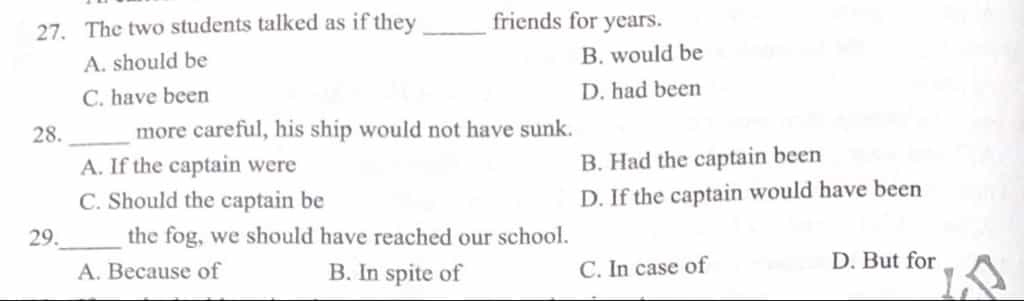 27. The two students talked as if they _____ friends for years.
A. should be B. would be
C. have been D. had been
28. _____ more careful, his ship would not have sunk.
A. If the captain were B. Had the captain been
C. Should the captain be D. If the captain would have been
29. _____ the fog, we should have reached our school.
A. Because of B. In spite of C. In case of D. But for